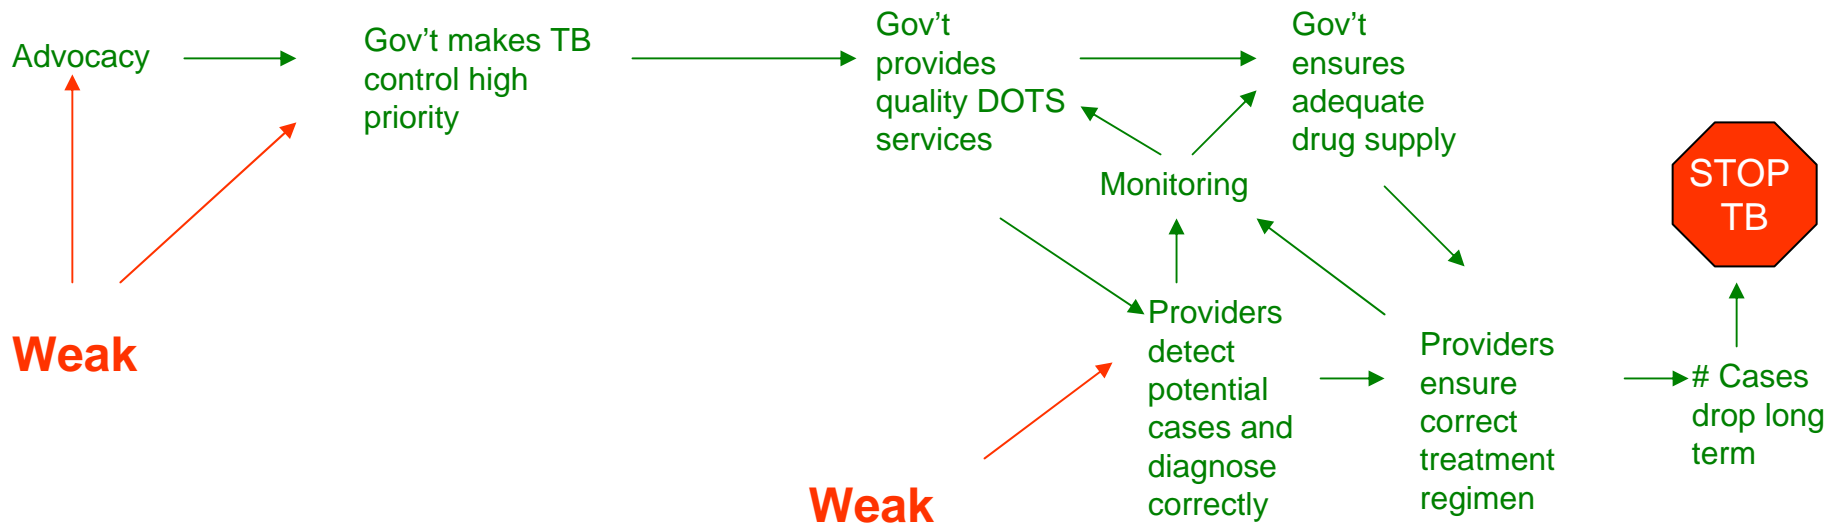 Advocacy
Gov’t makes TB
control high
priority
Gov’t
provides
quality DOTS
services
Gov’t
ensures
adequate
drug supply
Monitoring
STOP
TB
Weak
Weak
Providers
detect
potential
cases and
diagnose
correctly
Providers
ensure
correct
treatment
regimen
# Cases
drop long
term